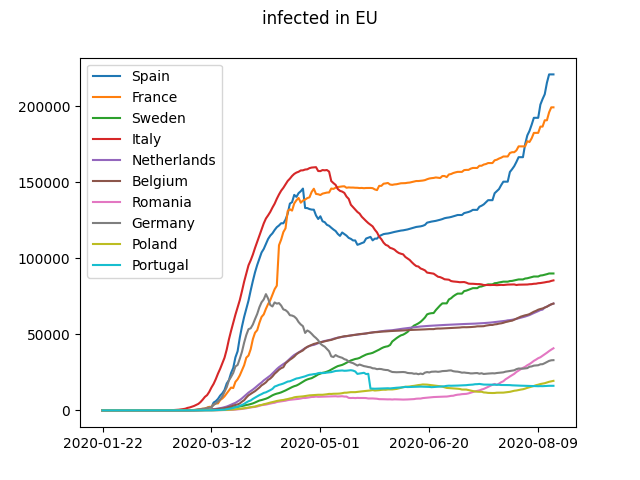 infected in EU
Spain
France
Sweden
Italy
Netherlands
Belgium
Romania
Germany
Poland
Portugal
200000
150000
100000
50000
0
2020-01-22 2020-03-12 2020-05-01 2020-06-20 2020-08-09